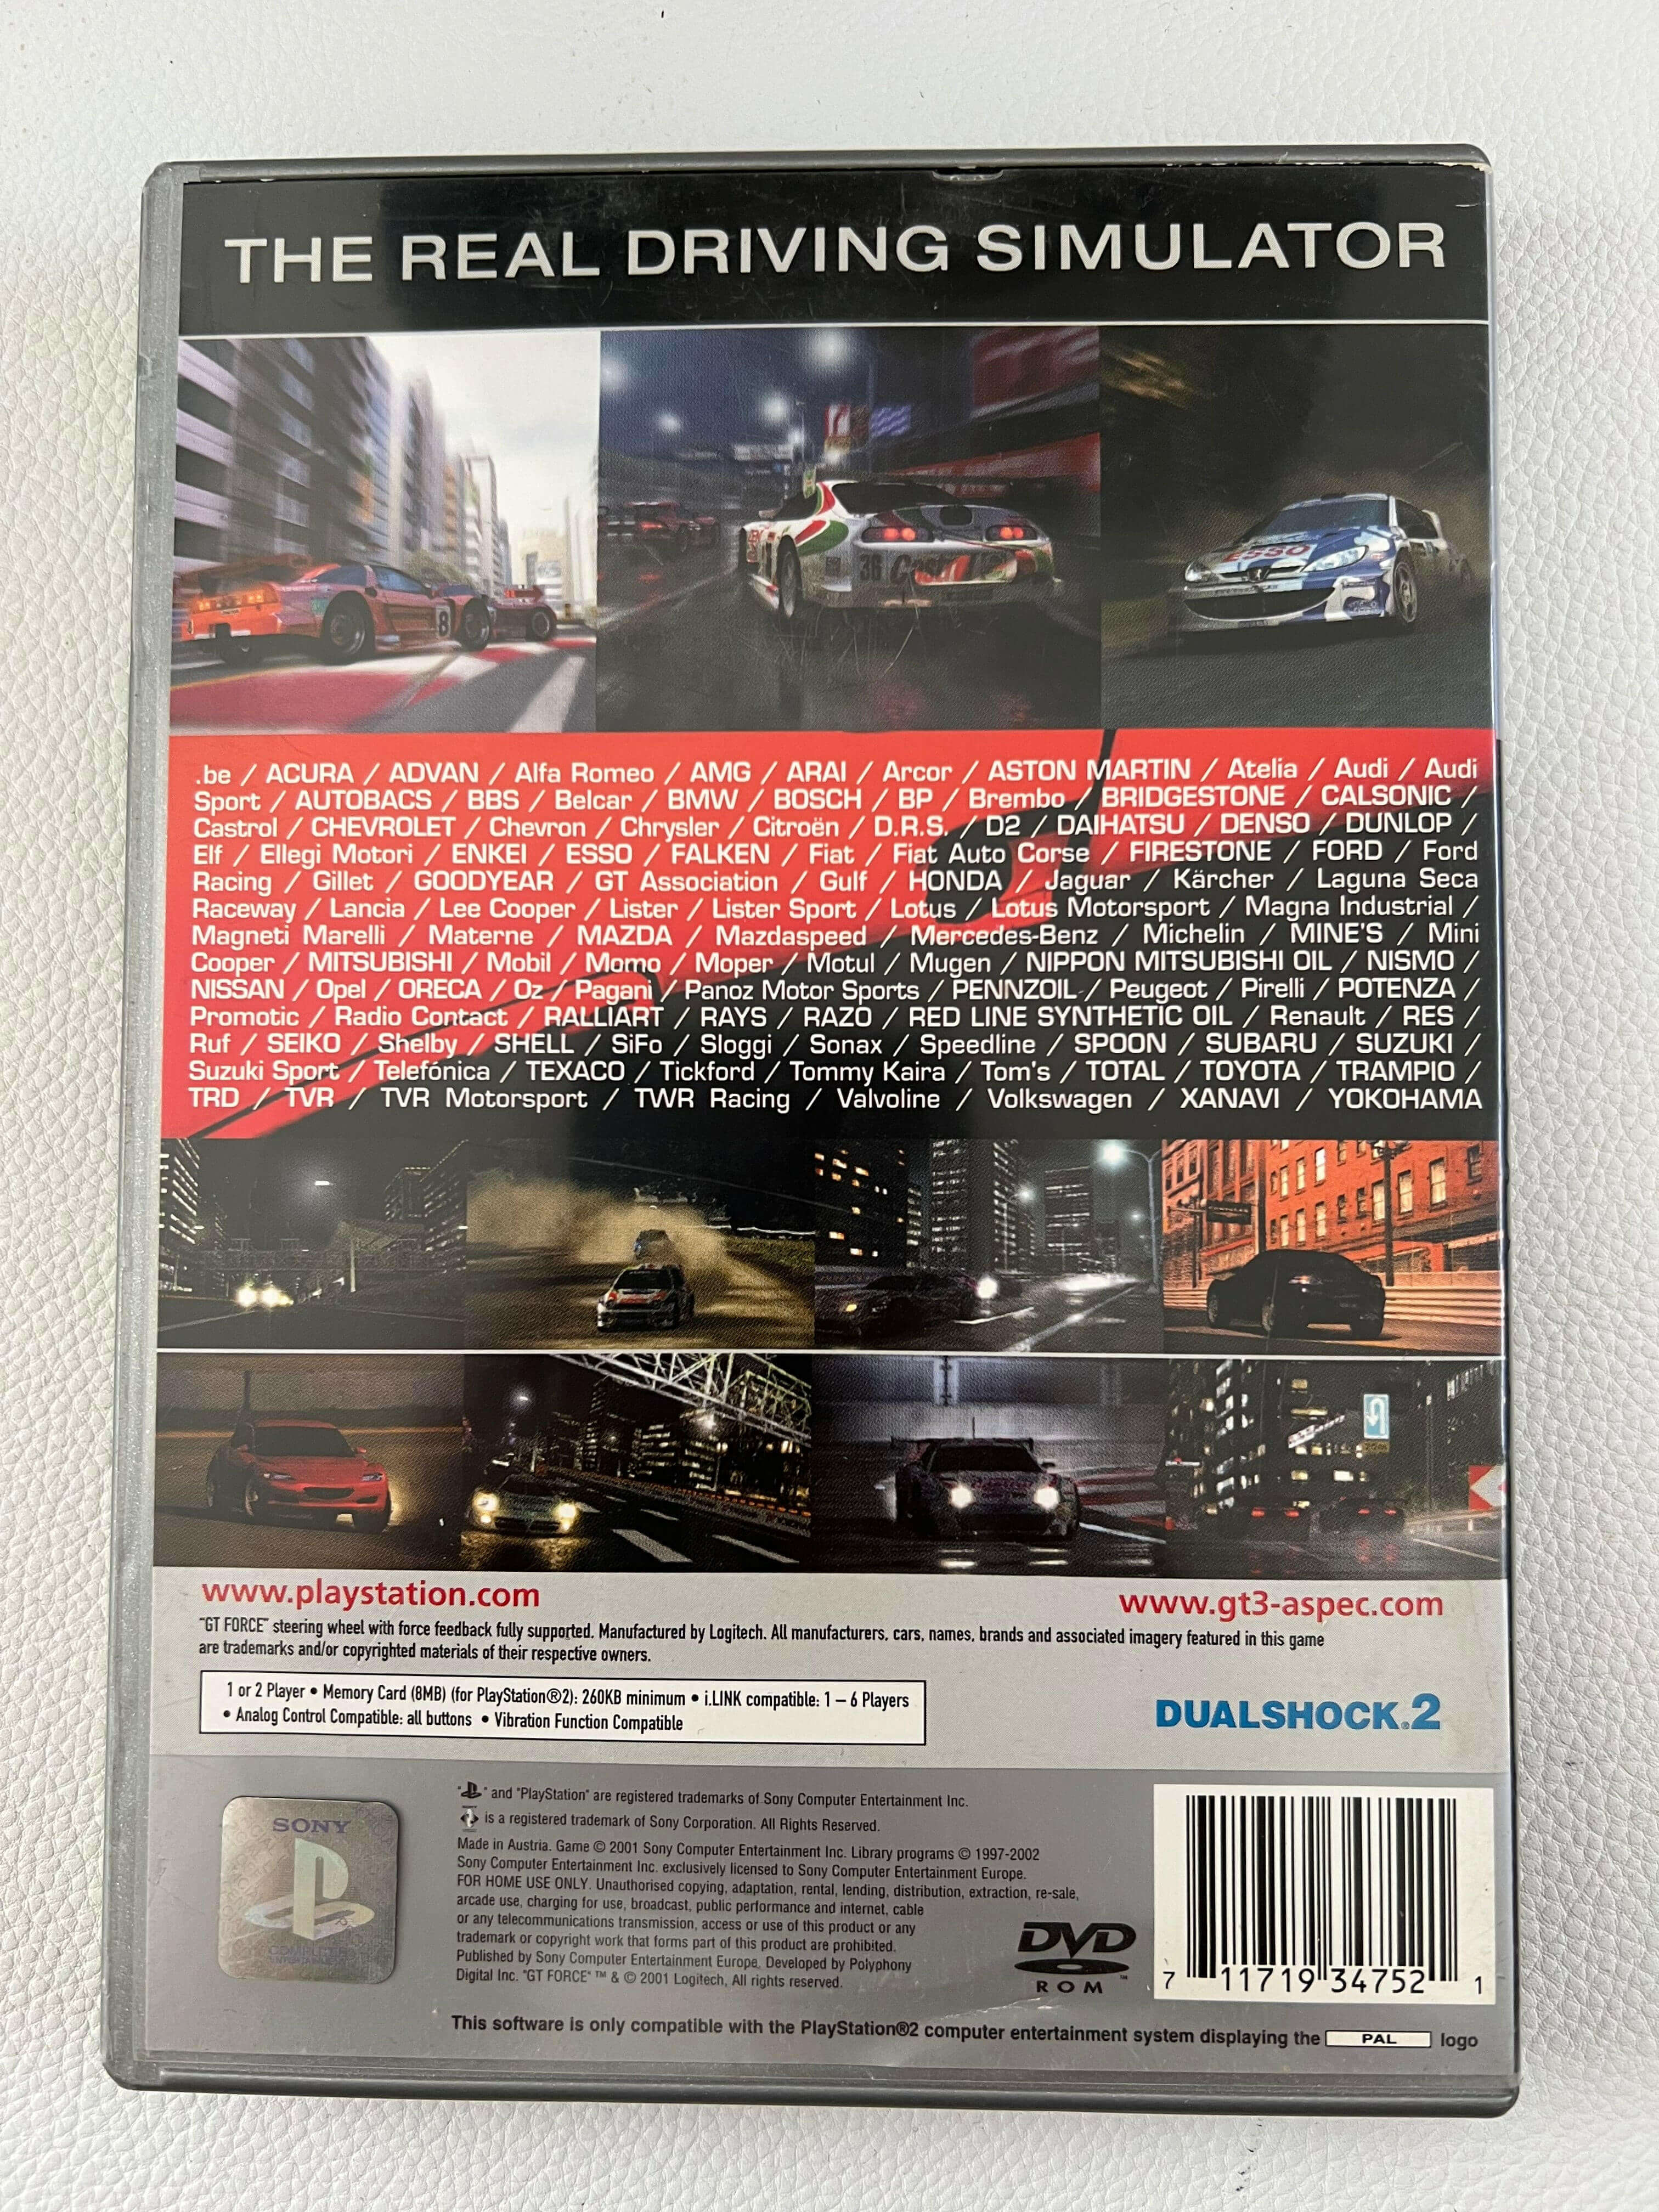 THE REAL DRIVING SIMULATOR
8
36
ESSO
.be / ACURA / ADVAN / Alfa Romeo / AMG / ARAI / Arcor / ASTON MARTIN / Atelia / Audi / Audi
Sport / AUTOBACS / BBS / Belcar / BMW / BOSCH / BP / Brembo / BRIDGESTONE / CALSONIC /
Castrol / CHEVROLET / Chevron / Chrysler / Citroën / D.R.S. / D2 / DAIHATSU / DENSO / DUNLOP /
Elf / Ellegi Motori / ENKEI / ESSO / FALKEN / Fiat / Fiat Auto Corse / FIRESTONE / FORD / Ford
Racing / Gillet / GOODYEAR / GT Association / Gulf / HONDA / Jaguar / Kärcher / Laguna Seca
Raceway / Lancia / Lee Cooper / Lister / Lister Sport / Lotus / Lotus Motorsport / Magna Industrial /
Magneti Marelli / Materne / MAZDA / Mazdaspeed / Mercedes-Benz / Michelin / MINE'S / Mini
Cooper / MITSUBISHI / Mobil / Momo / Moper / Motul / Mugen / NIPPON MITSUBISHI OIL / NISMO /
NISSAN / Opel / ORECA / Oz / Pagani / Panoz Motor Sports / PENNZOIL / Peugeot / Pirelli / POTENZA /
Promotic / Radio Contact / RALLIART / RAYS / RAZO / RED LINE SYNTHETIC OIL / Renault / RES /
Ruf / SEIKO / Shelby / SHELL / SiFo / Sloggi / Sonax / Speedline / SPOON / SUBARU / SUZUKI /
Suzuki Sport / Telefónica / TEXACO / Tickford / Tommy Kaira / Tom's / TOTAL / TOYOTA / TRAMPIO /
TRD / TVR / TVR Motorsport / TWR Racing / Valvoline / Volkswagen / XANAVI / YOKOHAMA
www.playstation.com
www.gt3-aspec.com
"GT FORCE" steering wheel with force feedback fully supported. Manufactured by Logitech. All manufacturers, cars, names, brands and associated imagery featured in this game
are trademarks and/or copyrighted materials of their respective owners.
1 or 2 Player • Memory Card (8MB) (for PlayStation®2): 260KB minimum • i.LINK compatible: 1 – 6 Players
• Analog Control Compatible: all buttons • Vibration Function Compatible
DUALSHOCK®2
SONY
COMPUTER
ENTERTAINMENT
" " and "PlayStation" are registered trademarks of Sony Computer Entertainment Inc.
is a registered trademark of Sony Corporation. All Rights Reserved.
Made in Austria. Game © 2001 Sony Computer Entertainment Inc. Library programs © 1997-2002
Sony Computer Entertainment Inc. exclusively licensed to Sony Computer Entertainment Europe.
FOR HOME USE ONLY. Unauthorised copying, adaptation, rental, lending, distribution, extraction, re-sale,
arcade use, charging for use, broadcast, public performance and internet, cable
or any telecommunications transmission, access or use of this product or any
trademark or copyright work that forms part of this product are prohibited.
Published by Sony Computer Entertainment Europe. Developed by Polyphony
Digital Inc. "GT FORCE" ™ & © 2001 Logitech, All rights reserved.
DVD
ROM ™
7 11719 34752 1
This software is only compatible with the PlayStation®2 computer entertainment system displaying the PAL logo